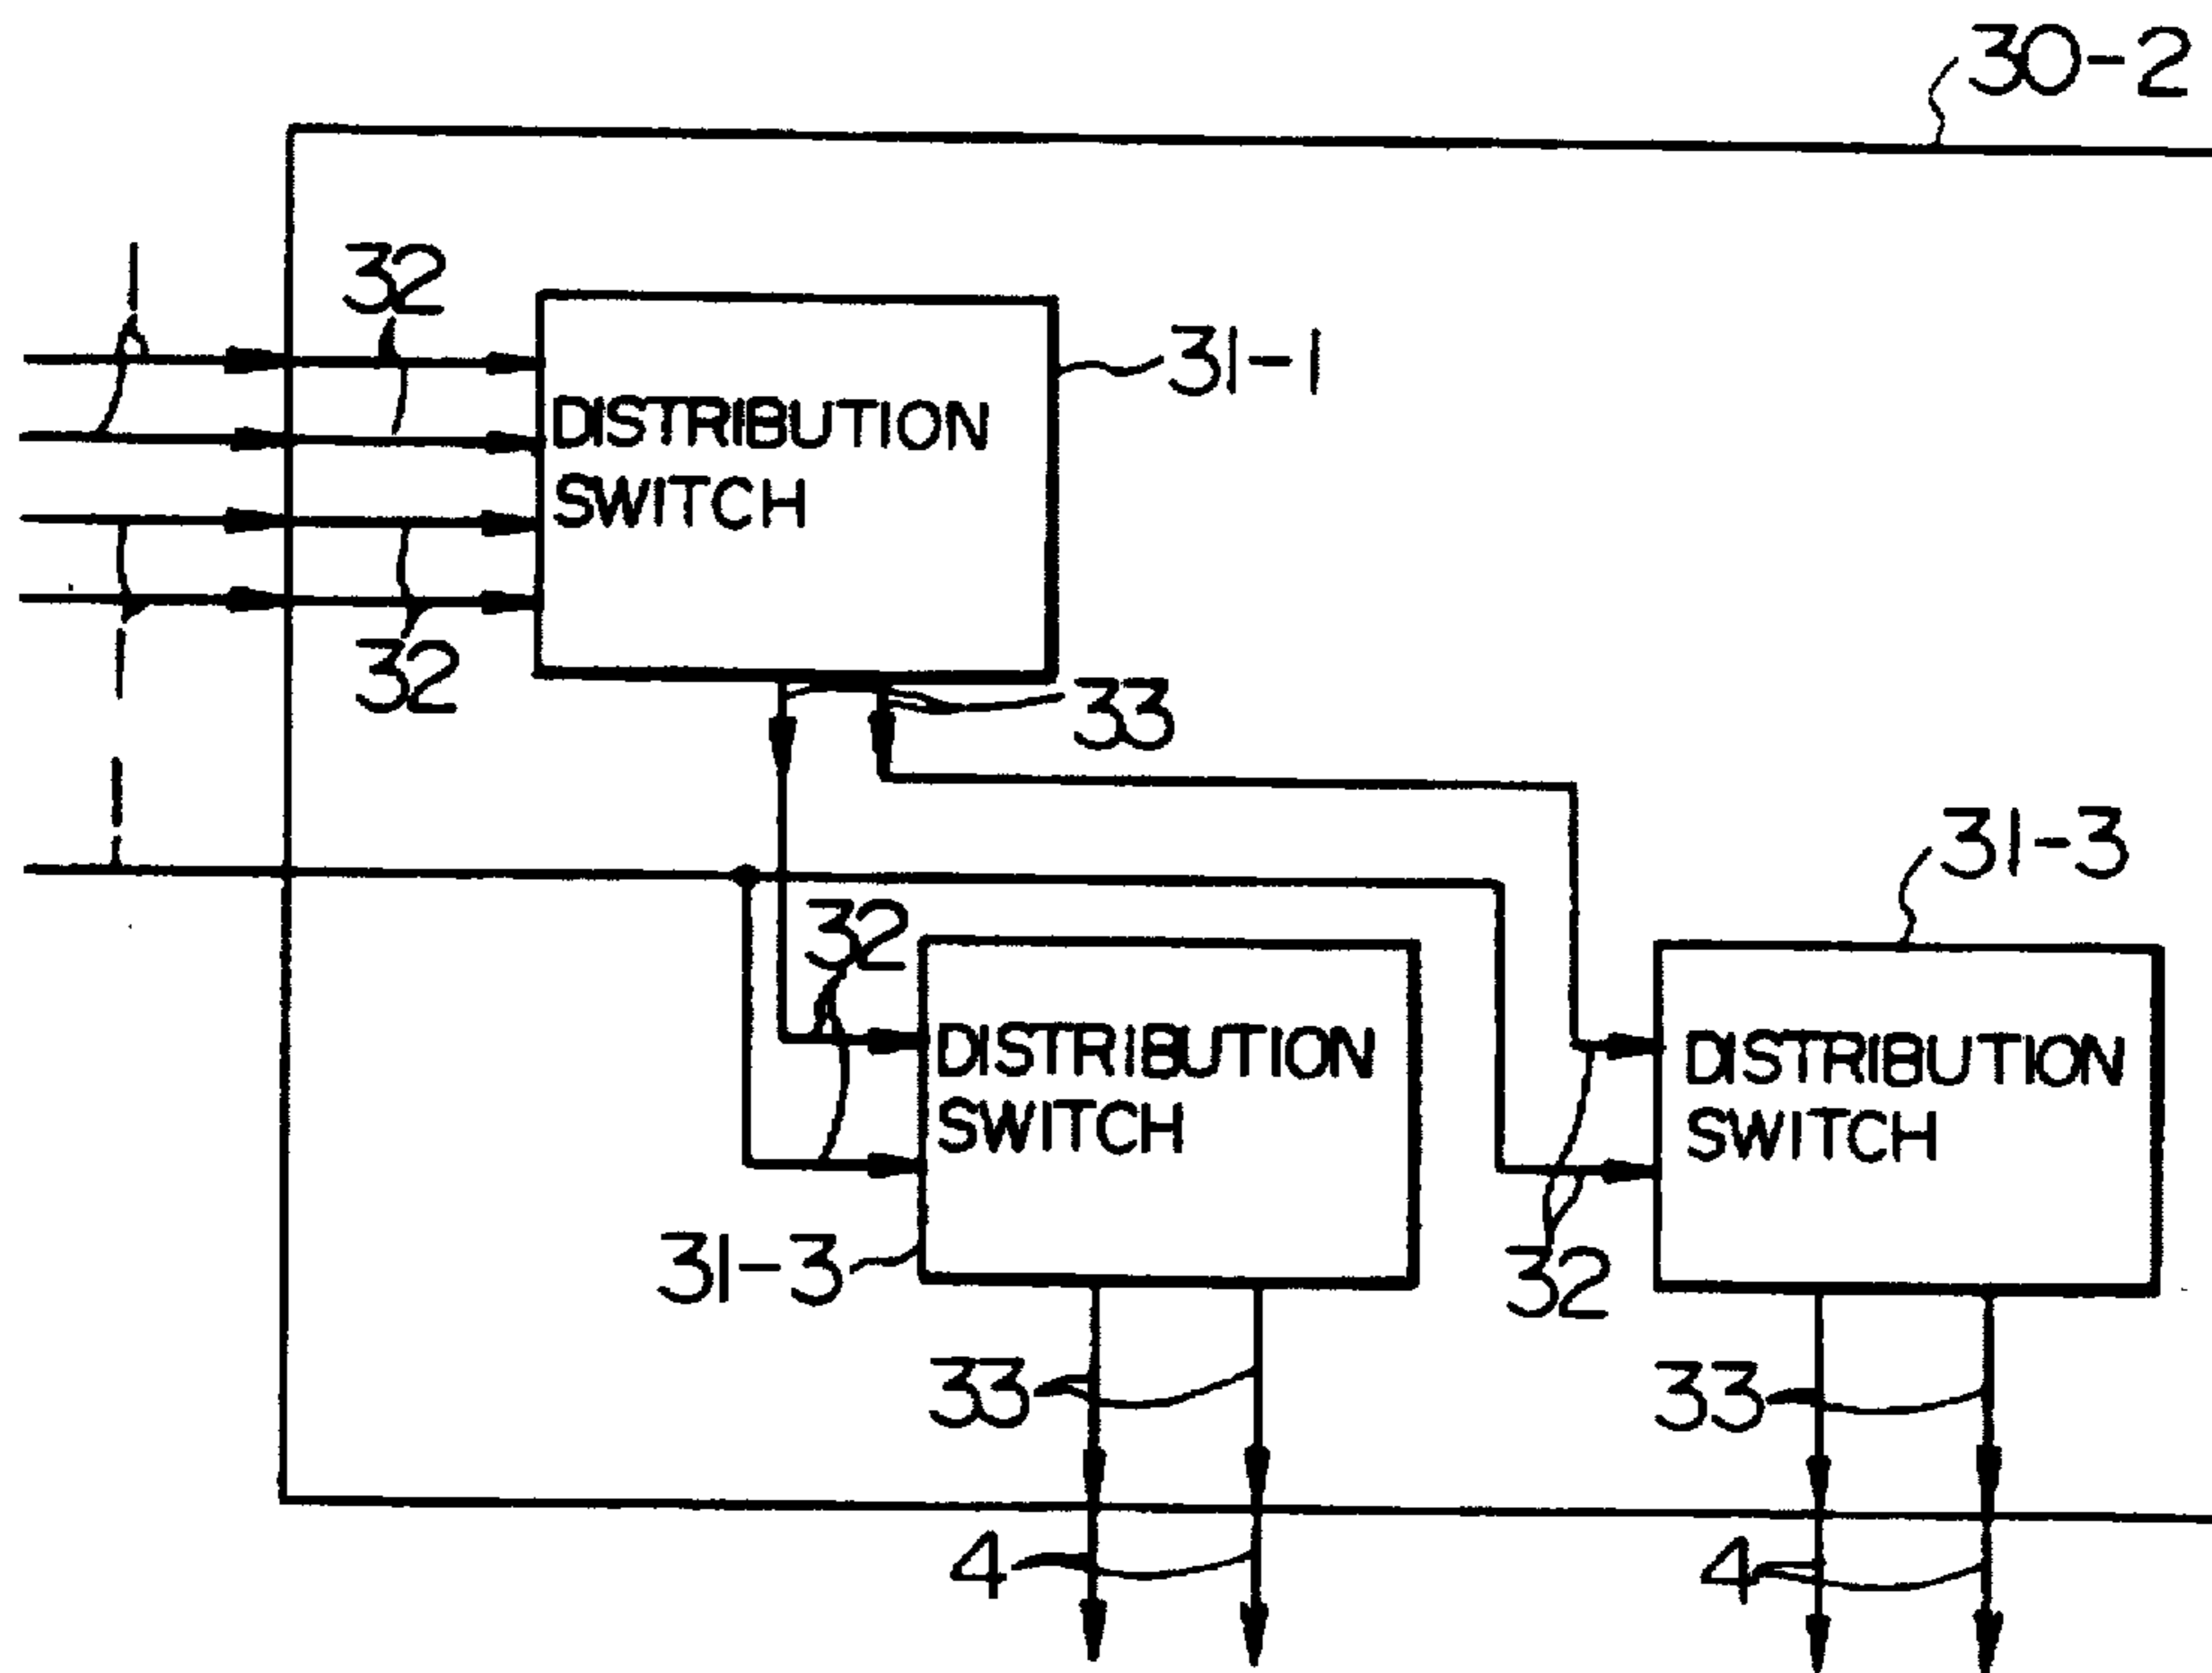 30-2
32
31-1
DISTRIBUTION
SWITCH
32
33
31-3
32
DISTRIBUTION
SWITCH
DISTRIBUTION
SWITCH
31-3
32
33
33
4
4